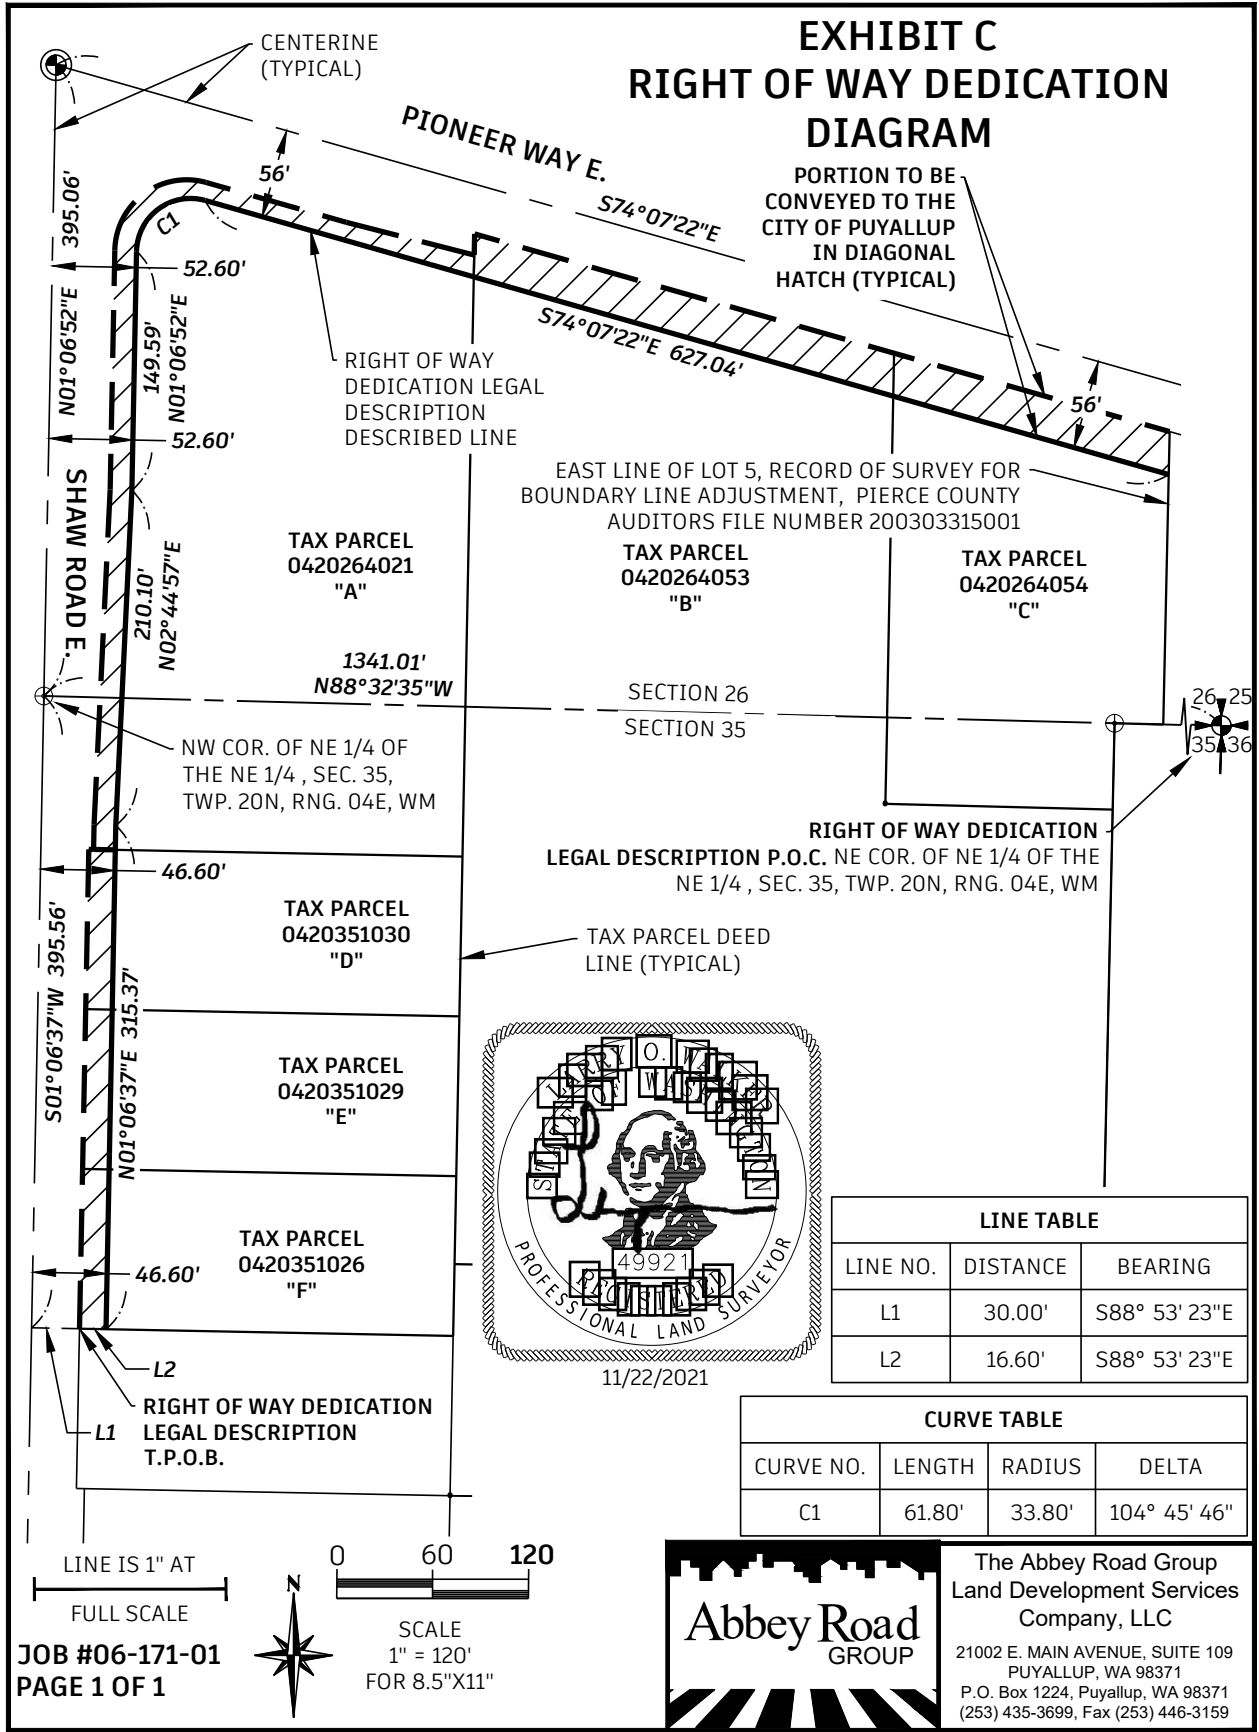 EXHIBIT C
RIGHT OF WAY DEDICATION
DIAGRAM
CENTERINE
(TYPICAL)
PIONEER WAY E.
56'
S74°07'22"E
PORTION TO BE
CONVEYED TO THE
CITY OF PUYALLUP
IN DIAGONAL
HATCH (TYPICAL)
395.06'
N01°06'52"E
C1
52.60'
149.59'
N01°06'52"E
52.60'
RIGHT OF WAY
DEDICATION LEGAL
DESCRIPTION
DESCRIBED LINE
S74°07'22"E 627.04'
56'
EAST LINE OF LOT 5, RECORD OF SURVEY FOR
BOUNDARY LINE ADJUSTMENT, PIERCE COUNTY
AUDITORS FILE NUMBER 200303315001
SHAW ROAD E.
210.10'
N02°44'57"E
TAX PARCEL
0420264021
"A"
TAX PARCEL
0420264053
"B"
TAX PARCEL
0420264054
"C"
1341.01'
N88°32'35"W
SECTION 26
SECTION 35
26 25
35 36
NW COR. OF NE 1/4 OF
THE NE 1/4 , SEC. 35,
TWP. 20N, RNG. 04E, WM
RIGHT OF WAY DEDICATION
LEGAL DESCRIPTION P.O.C. NE COR. OF NE 1/4 OF THE
NE 1/4 , SEC. 35, TWP. 20N, RNG. 04E, WM
46.60'
S01°06'37"W 395.56'
N01°06'37"E 315.37'
TAX PARCEL
0420351030
"D"
TAX PARCEL DEED
LINE (TYPICAL)
TAX PARCEL
0420351029
"E"
TAX PARCEL
0420351026
"F"
46.60'
LARRY O.
STATE OF WASHINGTON
49921
REGISTERED
PROFESSIONAL LAND SURVEYOR
11/22/2021
L2
L1
RIGHT OF WAY DEDICATION
LEGAL DESCRIPTION
T.P.O.B.
LINE TABLE
LINE NO. DISTANCE BEARING
L1 30.00' S88° 53' 23"E
L2 16.60' S88° 53' 23"E
CURVE TABLE
CURVE NO. LENGTH RADIUS DELTA
C1 61.80' 33.80' 104° 45' 46"
LINE IS 1" AT
FULL SCALE
JOB #06-171-01
PAGE 1 OF 1
N
0 60 120
SCALE
1" = 120'
FOR 8.5"X11"
Abbey Road
GROUP
The Abbey Road Group
Land Development Services
Company, LLC
21002 E. MAIN AVENUE, SUITE 109
PUYALLUP, WA 98371
P.O. Box 1224, Puyallup, WA 98371
(253) 435-3699, Fax (253) 446-3159